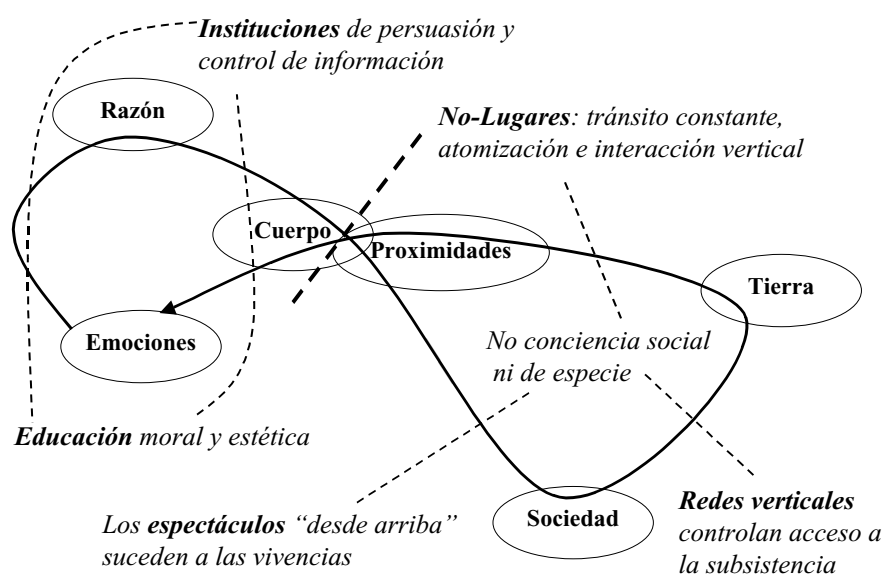 Instituciones de persuasión y
control de información
Razón
No-Lugares: tránsito constante,
atomización e interacción vertical
Cuerpo
Proximidades
Tierra
Emociones
No conciencia social
ni de especie
Educación moral y estética
Los espectáculos “desde arriba”
suceden a las vivencias
Sociedad
Redes verticales
controlan acceso a
la subsistencia